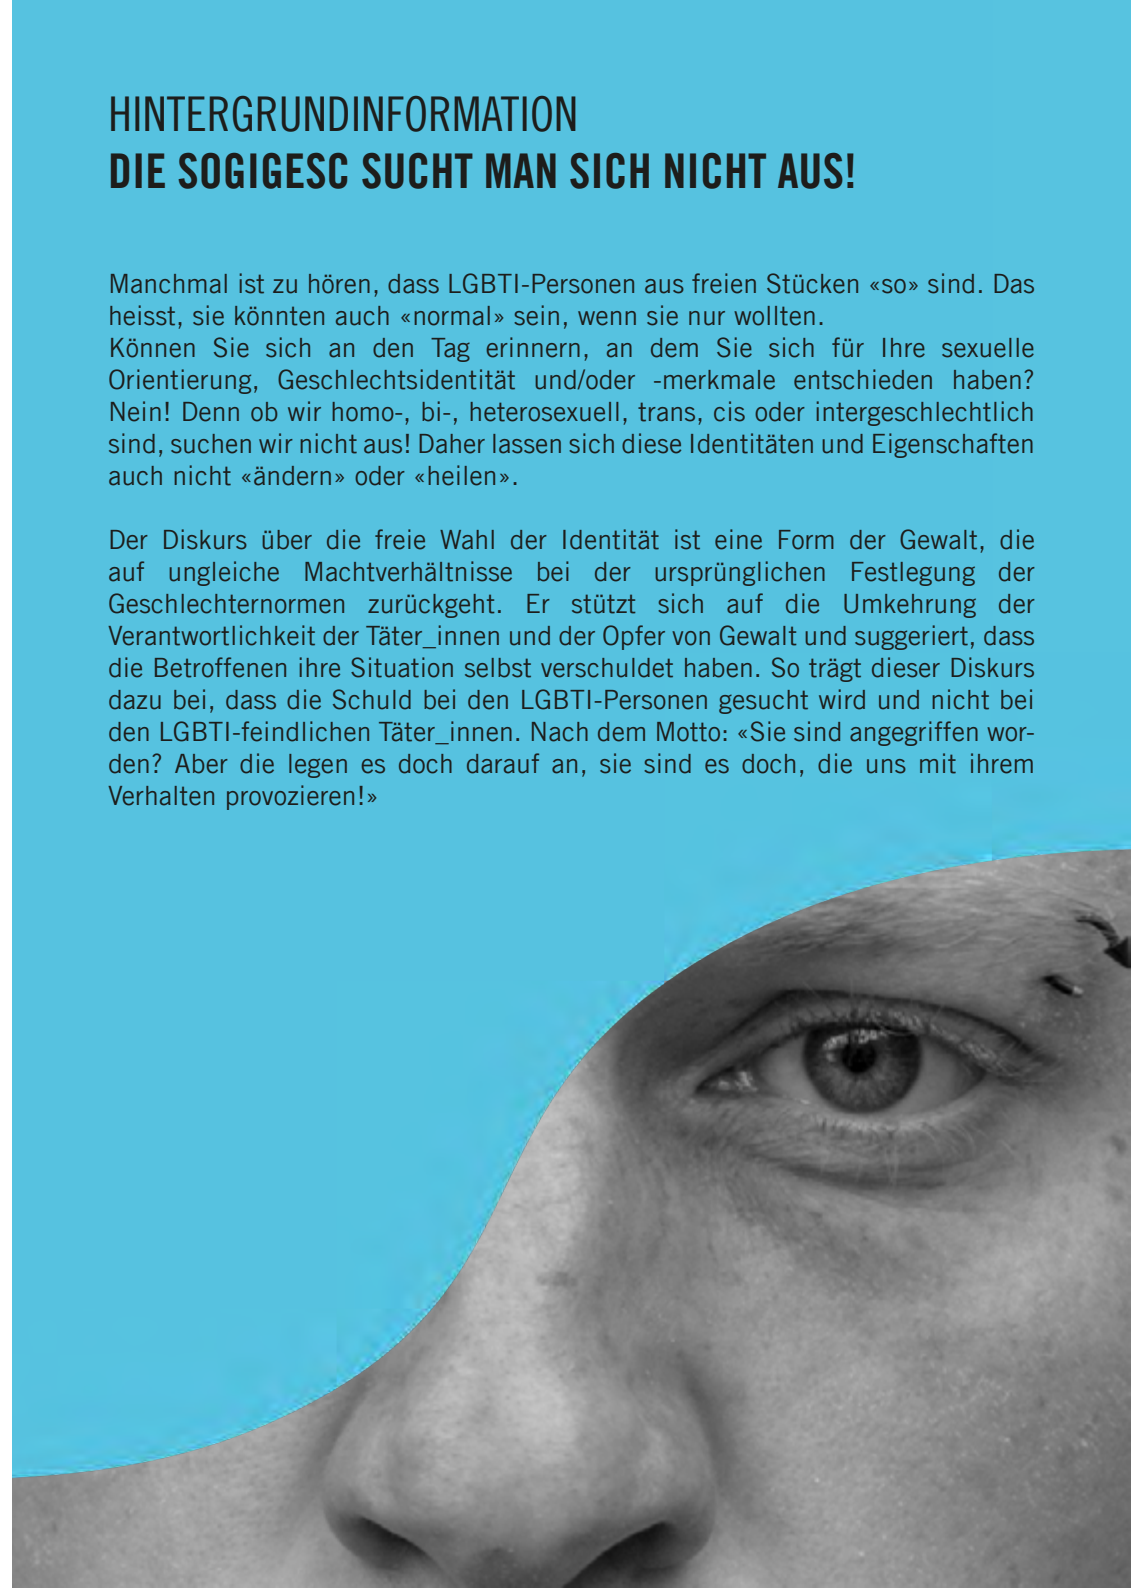 HINTERGRUNDINFORMATION
DIE SOGIGESC SUCHT MAN SICH NICHT AUS!
Manchmal ist zu hören, dass LGBTI-Personen aus freien Stücken «so» sind. Das
heisst, sie könnten auch «normal» sein, wenn sie nur wollten.
Können Sie sich an den Tag erinnern, an dem Sie sich für Ihre sexuelle
Orientierung, Geschlechtsidentität und/oder -merkmale entschieden haben?
Nein! Denn ob wir homo-, bi-, heterosexuell, trans, cis oder intergeschlechtlich
sind, suchen wir nicht aus! Daher lassen sich diese Identitäten und Eigenschaften
auch nicht «ändern» oder «heilen».
Der Diskurs über die freie Wahl der Identität ist eine Form der Gewalt, die
auf ungleiche Machtverhältnisse bei der ursprünglichen Festlegung der
Geschlechternormen zurückgeht. Er stützt sich auf die Umkehrung der
Verantwortlichkeit der Täter_innen und der Opfer von Gewalt und suggeriert, dass
die Betroffenen ihre Situation selbst verschuldet haben. So trägt dieser Diskurs
dazu bei, dass die Schuld bei den LGBTI-Personen gesucht wird und nicht bei
den LGBTI-feindlichen Täter_innen. Nach dem Motto: «Sie sind angegriffen wor-
den? Aber die legen es doch darauf an, sie sind es doch, die uns mit ihrem
Verhalten provozieren!»